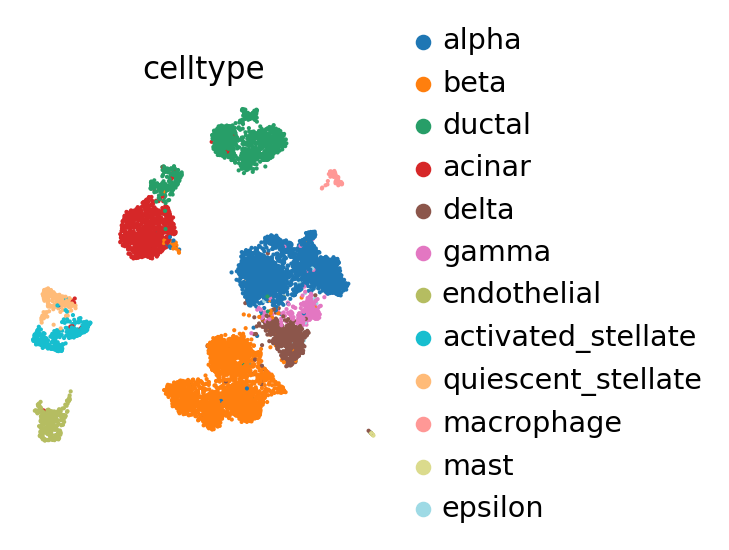 celltype
alpha
beta
ductal
acinar
delta
gamma
endothelial
activated_stellate
quiescent_stellate
macrophage
mast
epsilon